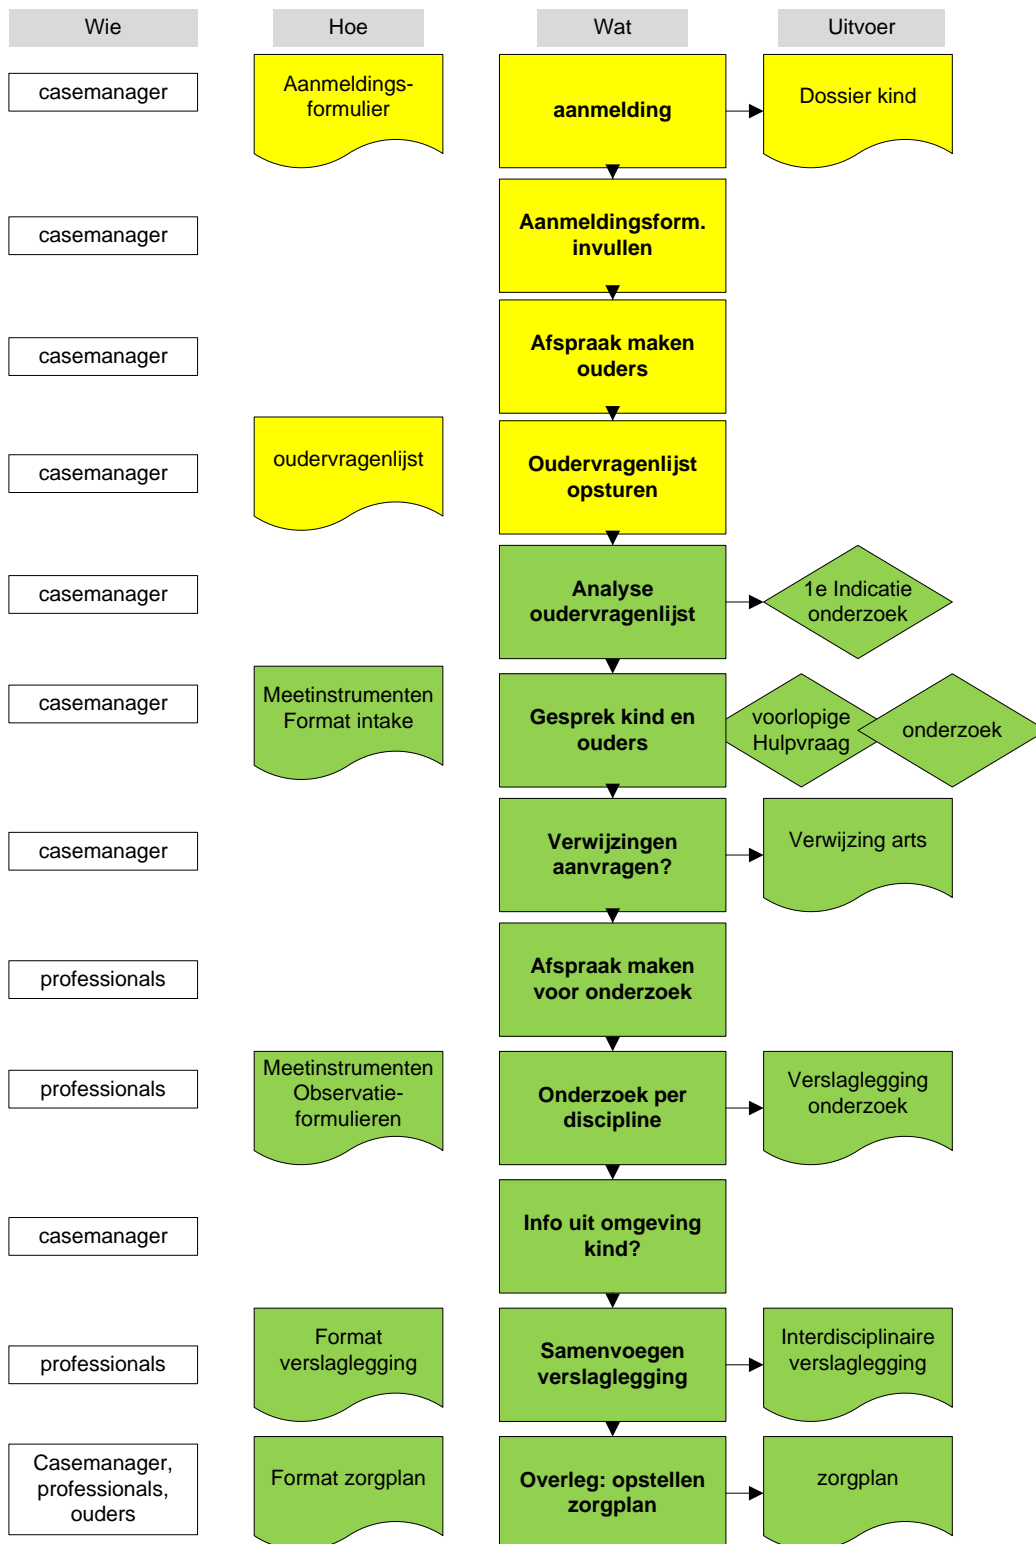 Wie
Hoe
Wat
Uitvoer
casemanager
Aanmeldings-
formulier
aanmelding
Dossier kind
casemanager
Aanmeldingsform.
invullen
casemanager
Afspraak maken
ouders
casemanager
oudervragenlijst
Oudervragenlijst
opsturen
casemanager
Analyse
oudervragenlijst
1e Indicatie
onderzoek
casemanager
Meetinstrumenten
Format intake
Gesprek kind en
ouders
voorlopige
Hulpvraag
onderzoek
casemanager
Verwijzingen
aanvragen?
Verwijzing arts
professionals
Afspraak maken
voor onderzoek
professionals
Meetinstrumenten
Observatie-
formulieren
Onderzoek per
discipline
Verslaglegging
onderzoek
casemanager
Info uit omgeving
kind?
professionals
Format
verslaglegging
Samenvoegen
verslaglegging
Interdisciplinaire
verslaglegging
Casemanager,
professionals,
ouders
Format zorgplan
Overleg: opstellen
zorgplan
zorgplan